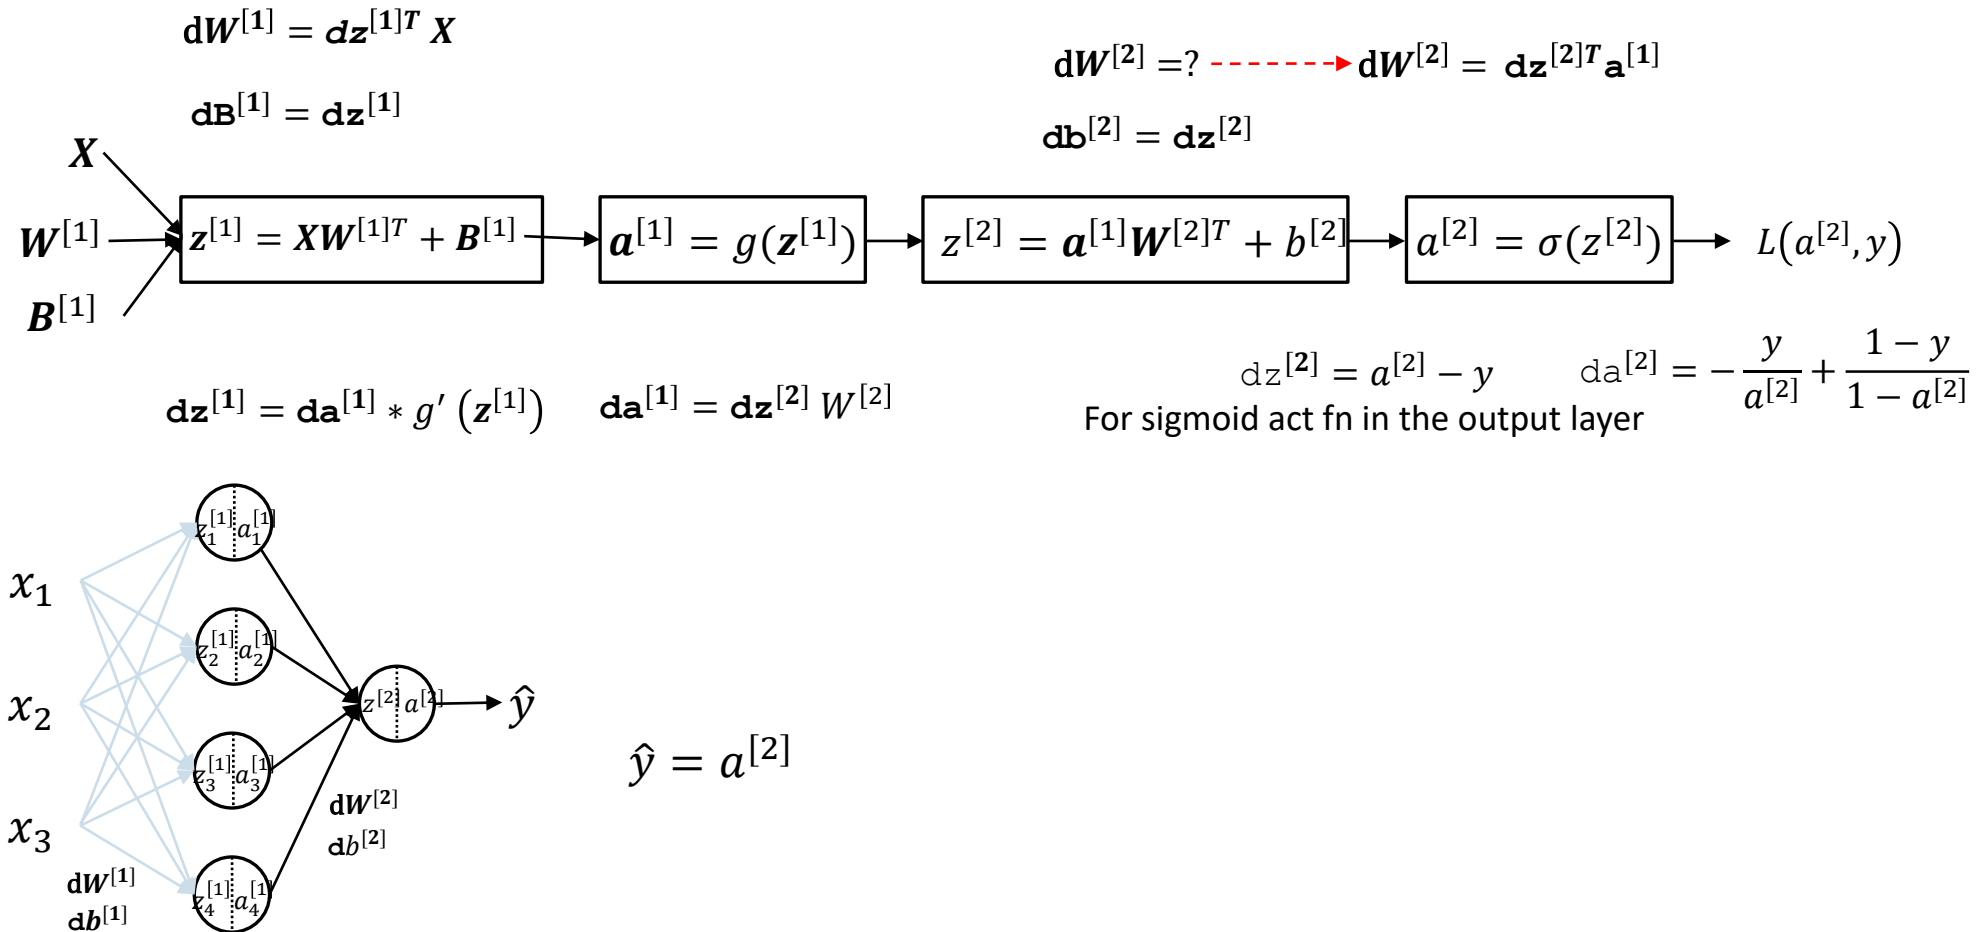 dW^[1] = dz^[1]T X
dW^[2] =? dW^[2] = dz^[2]T a^[1]
dB^[1] = dz^[1]
db^[2] = dz^[2]
X
W^[1]
B^[1]
z^[1] = XW^[1]T + B^[1]
a^[1] = g(z^[1])
z^[2] = a^[1]W^[2]T + b^[2]
a^[2] = σ(z^[2])
L(a^[2], y)
dz^[1] = da^[1] * g′ (z^[1])
da^[1] = dz^[2] W^[2]
dz^[2] = a^[2] − y
da^[2] = − y/a^[2] + (1 − y)/(1 − a^[2])
For sigmoid act fn in the output layer
z_1^[1] a_1^[1]
x_1
z_2^[1] a_2^[1]
x_2
z^[2] a^[2]
ŷ
z_3^[1] a_3^[1]
ŷ = a^[2]
x_3
dW^[2]
db^[2]
dW^[1]
db^[1]
z_4^[1] a_4^[1]